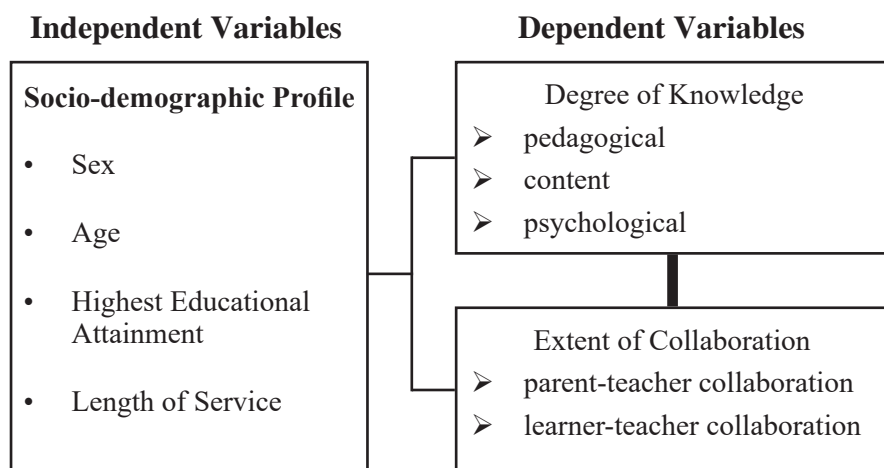 Independent Variables
Socio-demographic Profile
• Sex
• Age
• Highest Educational
Attainment
• Length of Service
Dependent Variables
Degree of Knowledge
➢ pedagogical
➢ content
➢ psychological
Extent of Collaboration
➢ parent-teacher collaboration
➢ learner-teacher collaboration